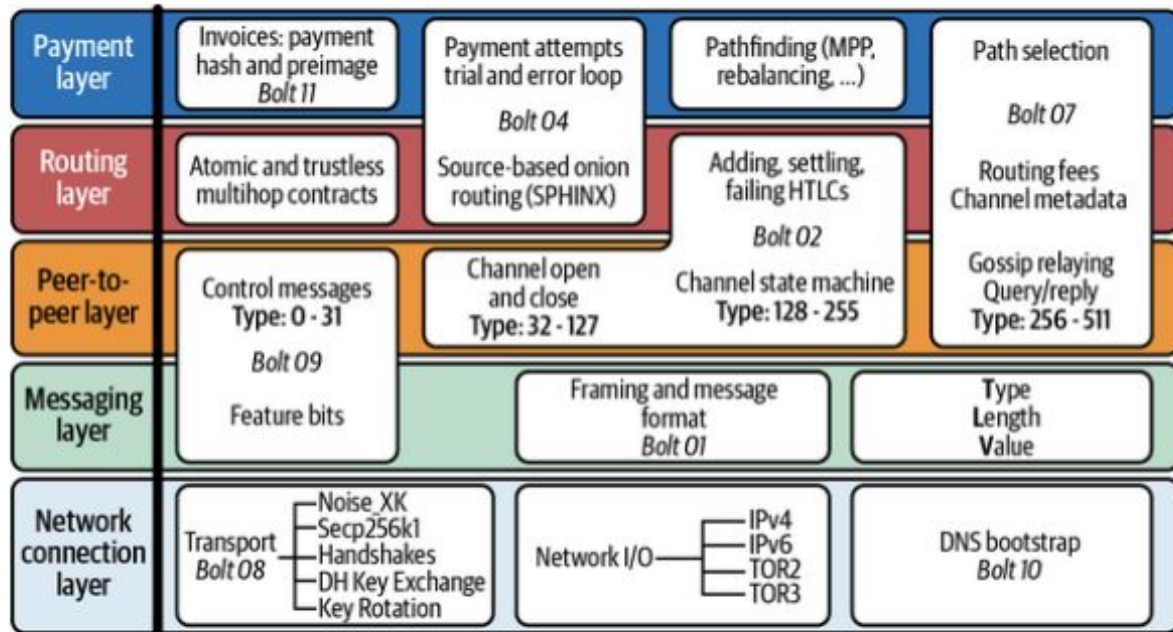 Payment
layer
Invoices: payment
hash and preimage
Bolt 11
Payment attempts
trial and error loop
Bolt 04
Source-based onion
routing (SPHINX)
Pathfinding (MPP,
rebalancing, ...)
Path selection
Bolt 07
Routing fees
Channel metadata
Gossip relaying
Query/reply
Type: 256 - 511
Routing
layer
Atomic and trustless
multihop contracts
Adding, settling,
failing HTLCs
Bolt 02
Channel state machine
Type: 128 - 255
Peer-to-
peer layer
Control messages
Type: 0 - 31
Bolt 09
Feature bits
Channel open
and close
Type: 32 - 127
Messaging
layer
Framing and message
format
Bolt 01
Type
Length
Value
Network
connection
layer
Transport
Bolt 08
Noise_XK
Secp256k1
Handshakes
DH Key Exchange
Key Rotation
Network I/O
IPv4
IPv6
TOR2
TOR3
DNS bootstrap
Bolt 10